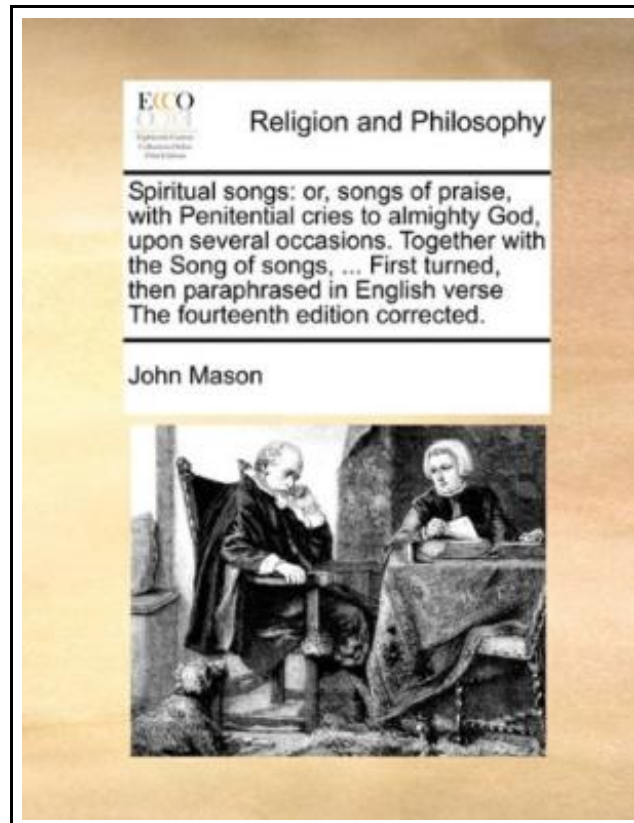 ECCO
Religion and Philosophy
Spiritual songs: or, songs of praise,
with Penitential cries to almighty God,
upon several occasions. Together with
the Song of songs, ... First turned,
then paraphrased in English verse
The fourteenth edition corrected.
John Mason